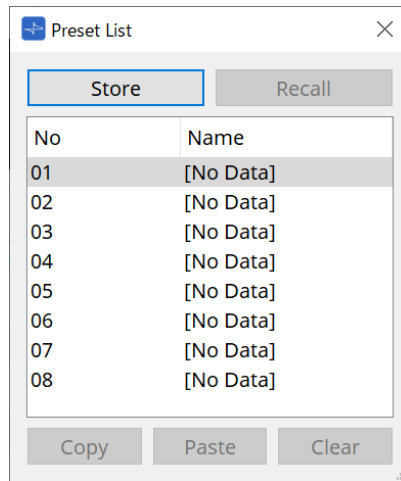 Preset List
Store Recall
No Name
01 [No Data]
02 [No Data]
03 [No Data]
04 [No Data]
05 [No Data]
06 [No Data]
07 [No Data]
08 [No Data]
Copy Paste Clear